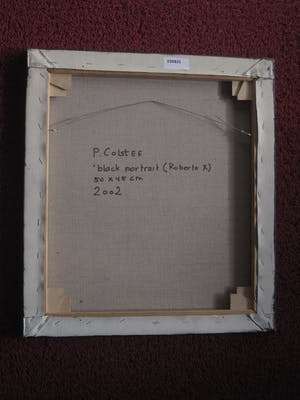 P. Colstee
'black portrait (Roberto X)
50 x 45 cm
2002